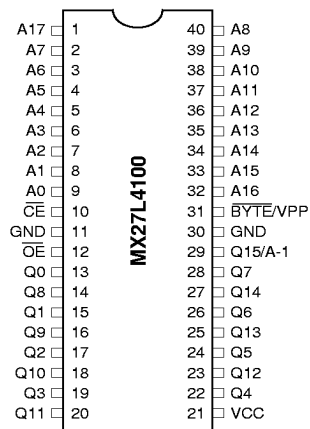 A17 1 40 A8
A7 2 39 A9
A6 3 38 A10
A5 4 37 A11
A4 5 36 A12
A3 6 35 A13
A2 7 34 A14
A1 8 33 A15
A0 9 32 A16
C̅E̅ 10 31 B̅Y̅T̅E̅/VPP
GND 11 30 GND
O̅E̅ 12 29 Q15/A-1
Q0 13 28 Q7
Q8 14 27 Q14
Q1 15 26 Q6
Q9 16 25 Q13
Q2 17 24 Q5
Q10 18 23 Q12
Q3 19 22 Q4
Q11 20 21 VCC
MX27L4100